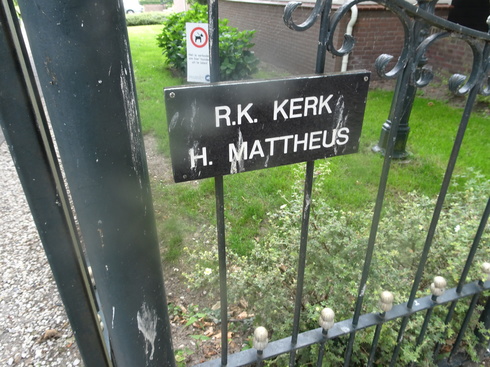 R.K. KERK
H. MATTHEUS